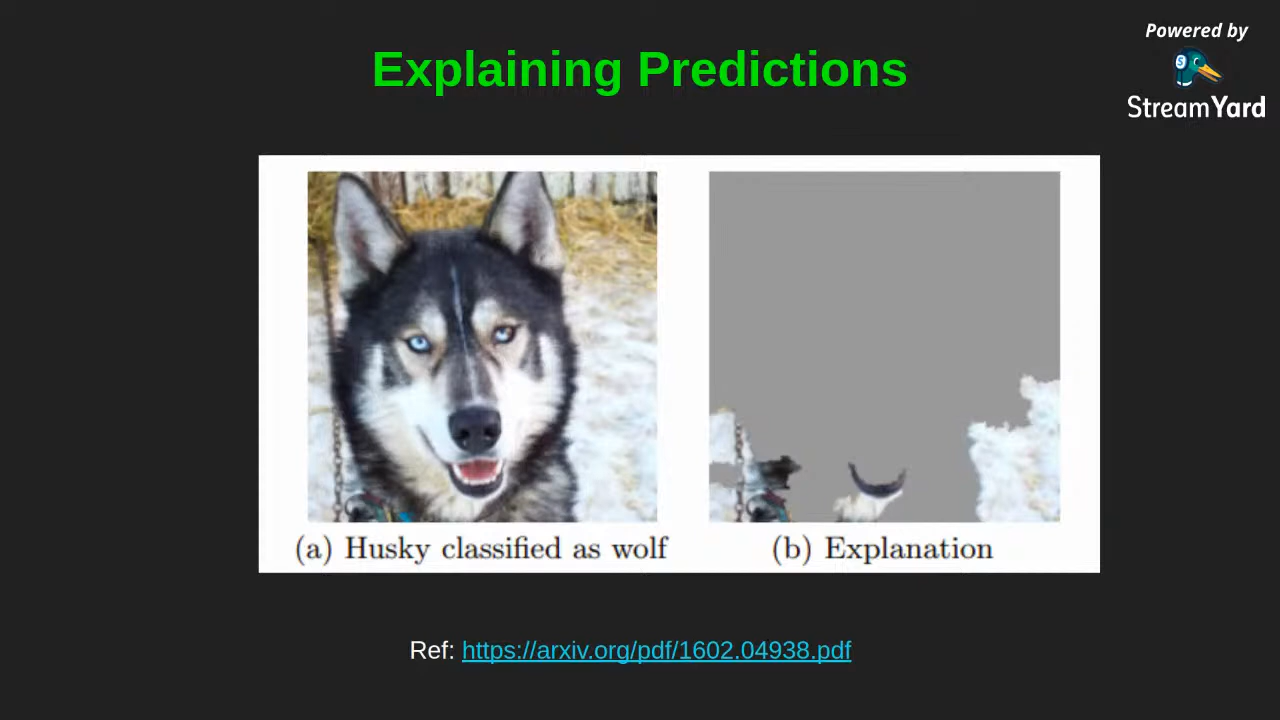 Powered by
StreamYard
Explaining Predictions
(a) Husky classified as wolf
(b) Explanation
Ref: https://arxiv.org/pdf/1602.04938.pdf